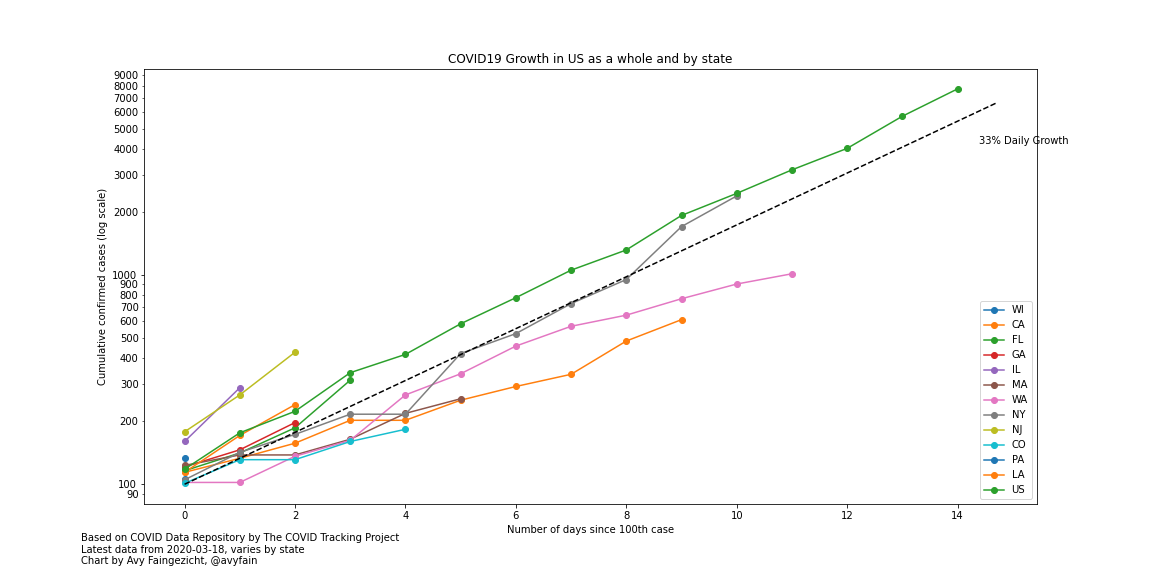 COVID19 Growth in US as a whole and by state
Cumulative confirmed cases (log scale)
9000
8000
7000
6000
5000
4000
3000
2000
1000
900
800
700
600
500
400
300
200
100
90
33% Daily Growth
WI
CA
FL
GA
IL
MA
WA
NY
NJ
CO
PA
LA
US
0 2 4 6 8 10 12 14
Number of days since 100th case
Based on COVID Data Repository by The COVID Tracking Project
Latest data from 2020-03-18, varies by state
Chart by Avy Faingezicht, @avyfain